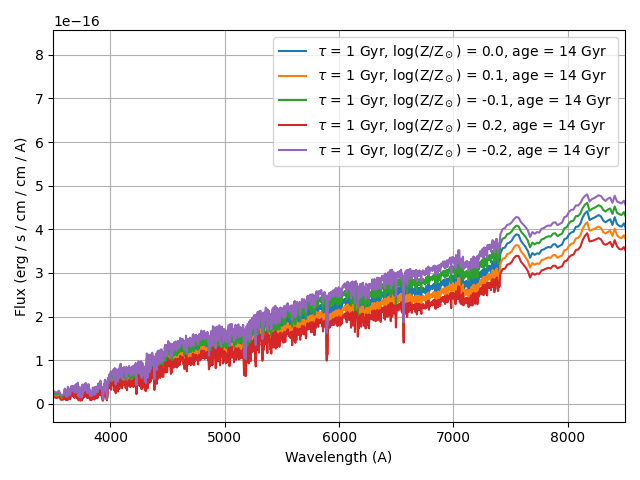 1e−16
τ = 1 Gyr, log(Z/Z⊙) = 0.0, age = 14 Gyr
τ = 1 Gyr, log(Z/Z⊙) = 0.1, age = 14 Gyr
τ = 1 Gyr, log(Z/Z⊙) = -0.1, age = 14 Gyr
τ = 1 Gyr, log(Z/Z⊙) = 0.2, age = 14 Gyr
τ = 1 Gyr, log(Z/Z⊙) = -0.2, age = 14 Gyr
8
7
6
5
4
3
2
1
0
Flux (erg / s / cm / cm / A)
4000 5000 6000 7000 8000
Wavelength (A)